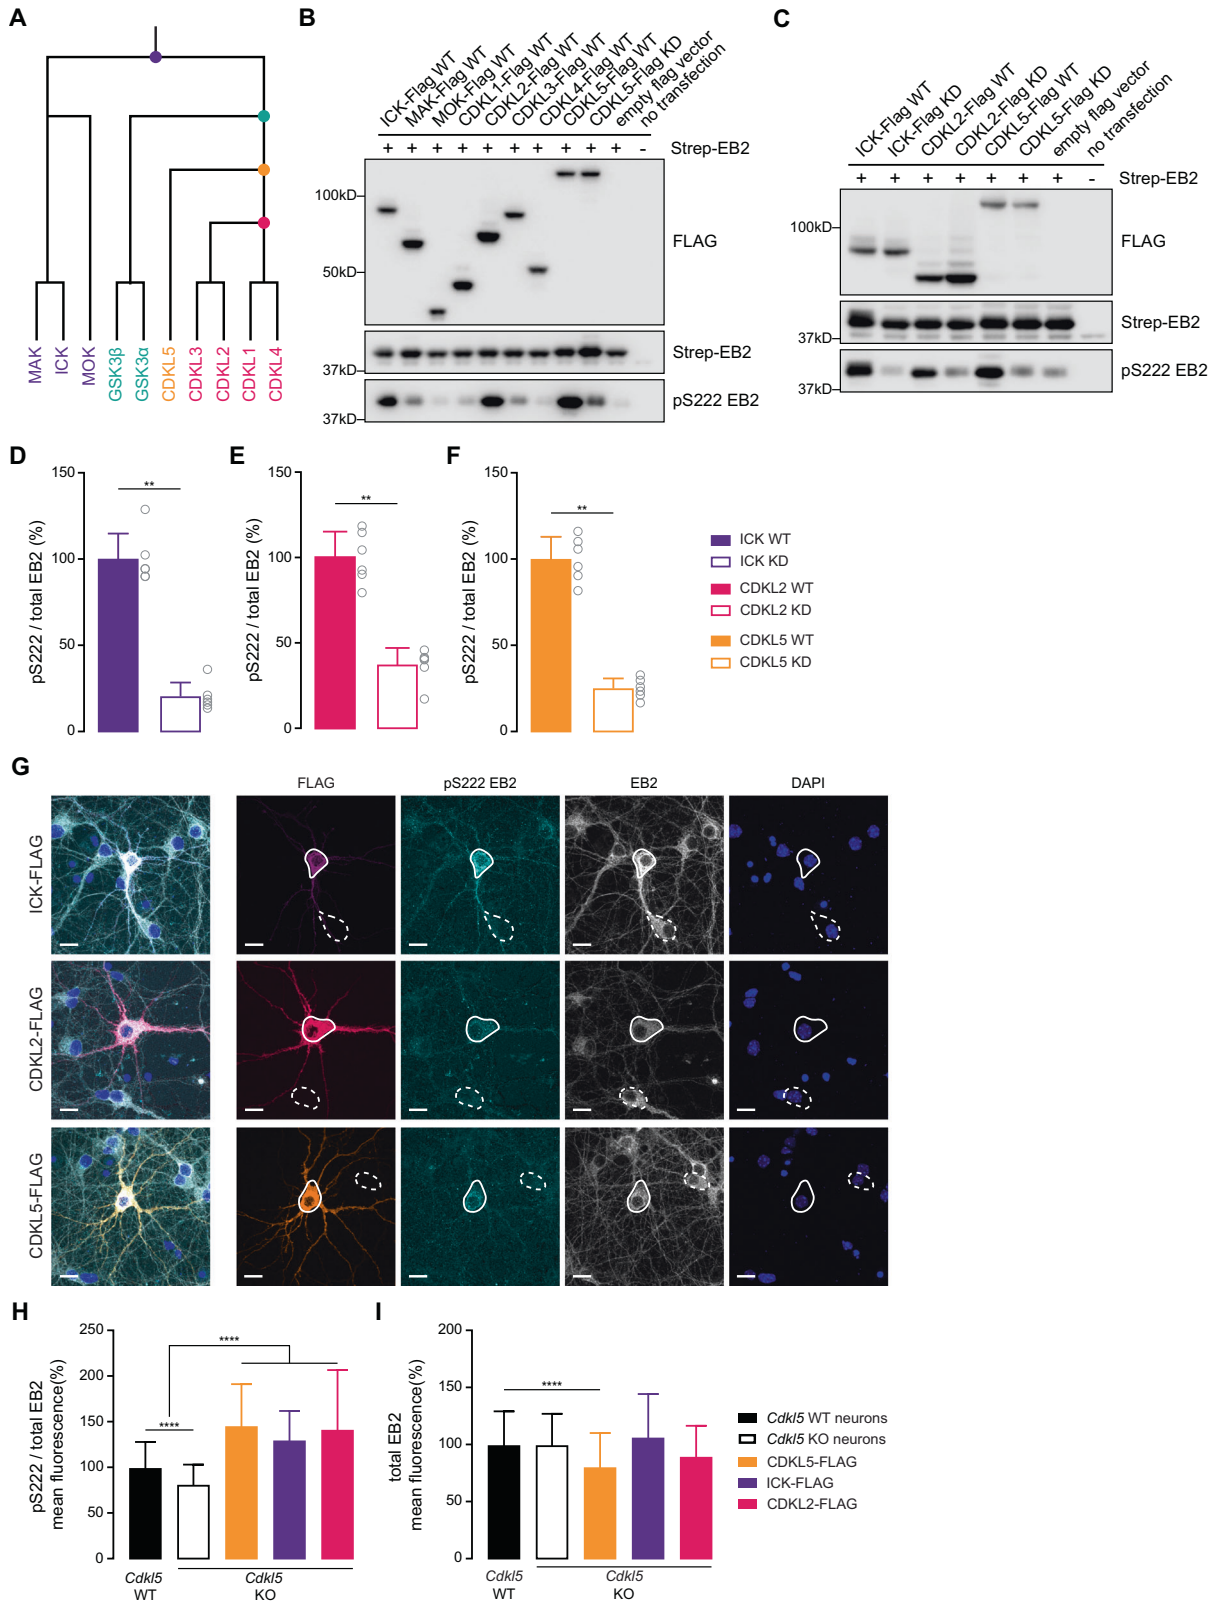 A
MAK
ICK
MOK
GSK3β
GSK3α
CDKL5
CDKL3
CDKL2
CDKL1
CDKL4
B
ICK-Flag WT
MAK-Flag WT
MOK-Flag WT
CDKL1-Flag WT
CDKL2-Flag WT
CDKL3-Flag WT
CDKL4-Flag WT
CDKL5-Flag WT
CDKL5-Flag KD
empty flag vector
no transfection
+ + + + + + + + + + - Strep-EB2
100kD
50kD
FLAG
37kD
Strep-EB2
37kD
pS222 EB2
C
ICK-Flag WT
ICK-Flag KD
CDKL2-Flag WT
CDKL2-Flag KD
CDKL5-Flag WT
CDKL5-Flag KD
empty flag vector
no transfection
+ + + + + + + - Strep-EB2
100kD
FLAG
37kD
Strep-EB2
37kD
pS222 EB2
D
pS222 / total EB2 (%)
150
100
50
0
**
E
pS222 / total EB2 (%)
150
100
50
0
**
F
pS222 / total EB2 (%)
150
100
50
0
**
ICK WT
ICK KD
CDKL2 WT
CDKL2 KD
CDKL5 WT
CDKL5 KD
G
FLAG
pS222 EB2
EB2
DAPI
ICK-FLAG
CDKL2-FLAG
CDKL5-FLAG
H
pS222 / total EB2
mean fluorescence(%)
250
200
150
100
50
0
****
****
Cdkl5
WT
Cdkl5
KO
I
total EB2
mean fluorescence(%)
200
150
100
50
0
****
Cdkl5
WT
Cdkl5
KO
Cdkl5 WT neurons
Cdkl5 KO neurons
CDKL5-FLAG
ICK-FLAG
CDKL2-FLAG